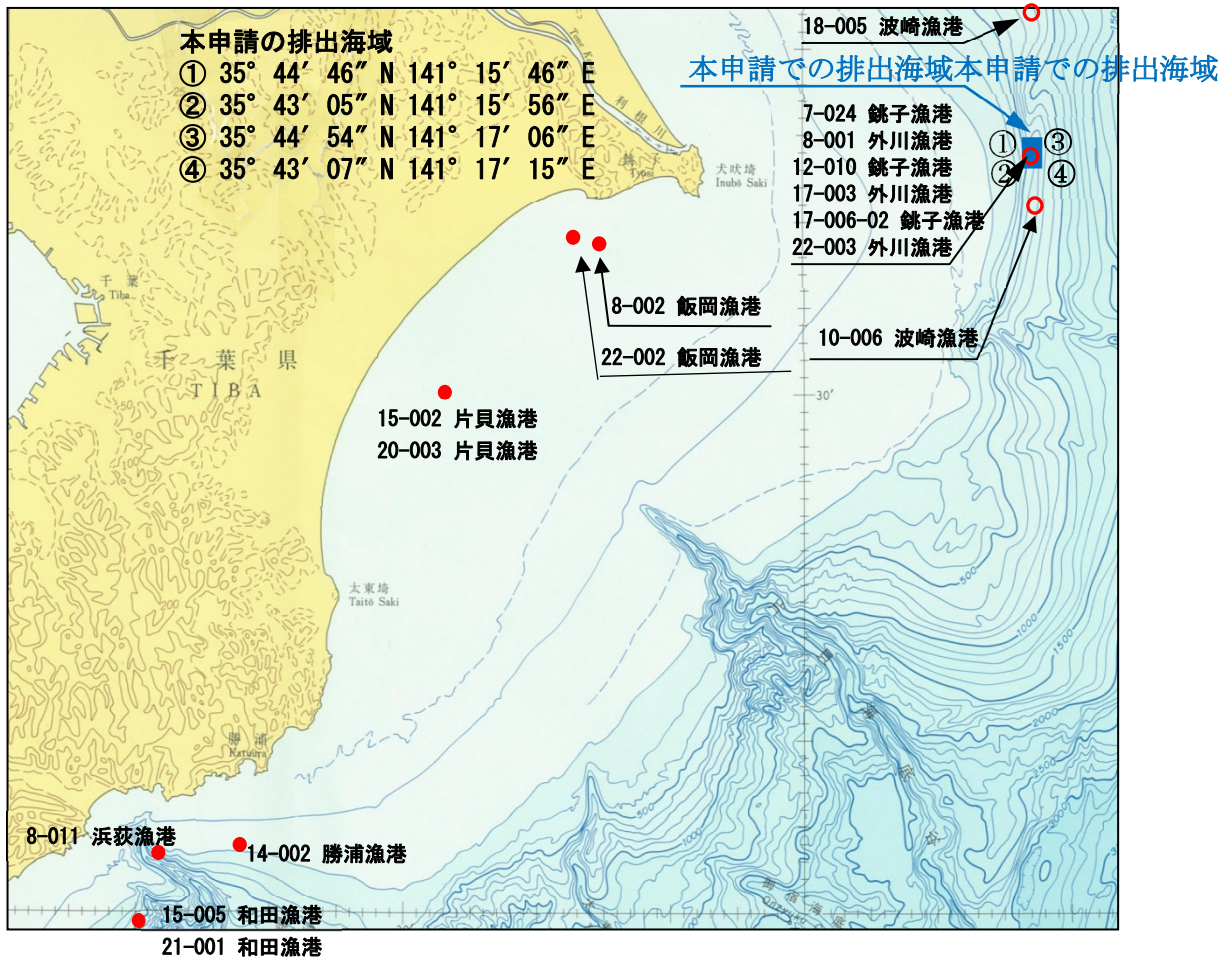 本申請の排出海域
① 35° 44′ 46″ N 141° 15′ 46″ E
② 35° 43′ 05″ N 141° 15′ 56″ E
③ 35° 44′ 54″ N 141° 17′ 06″ E
④ 35° 43′ 07″ N 141° 17′ 15″ E
18-005 波崎漁港
本申請での排出海域本申請での排出海域
7-024 銚子漁港
8-001 外川漁港
12-010 銚子漁港
17-003 外川漁港
17-006-02 銚子漁港
22-003 外川漁港
① ③
② ④
利根川
銚子
Tyosi
犬吠埼
Inubō Saki
8-002 飯岡漁港
22-002 飯岡漁港
10-006 波崎漁港
千葉
Tiba
千葉県
TIBA
30′
15-002 片貝漁港
20-003 片貝漁港
太東埼
Taitō Saki
200
500
1000
1500
2000
2500
3000
勝浦
Katuura
500
1000
8-011 浜荻漁港
14-002 勝浦漁港
15-005 和田漁港
21-001 和田漁港